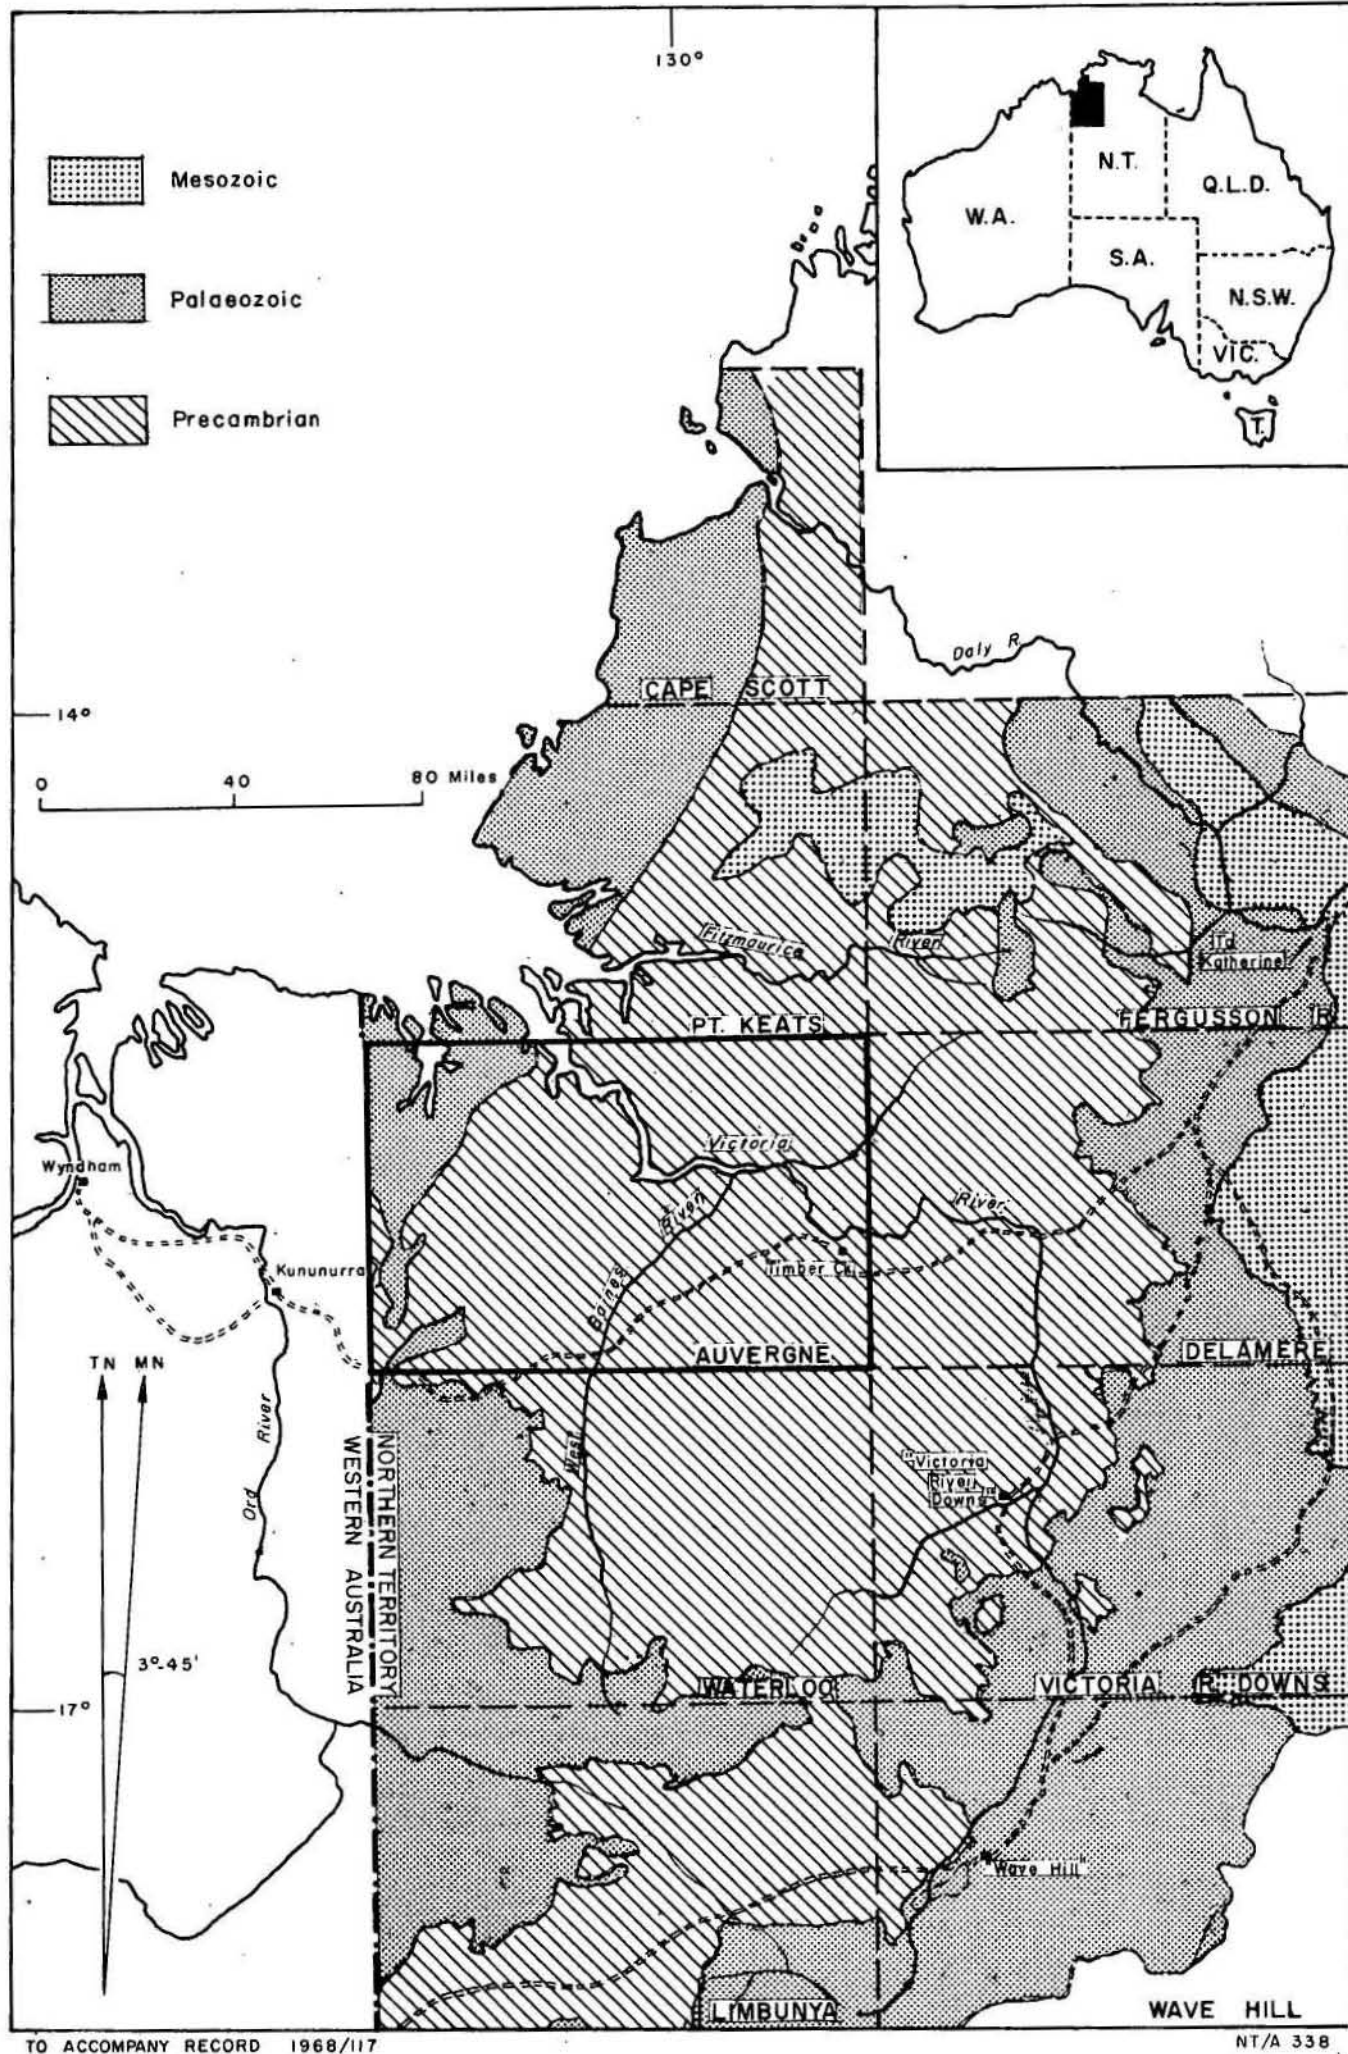 130°
Mesozoic
Palaeozoic
Precambrian
N.T.
Q.L.D.
W.A.
S.A.
N.S.W.
VIC.
T.
Daly R.
CAPE SCOTT
14°
0 40 80 Miles
Fitzmaurice River
Td Katherine
PT. KEATS
FERGUSSON R.
Wyndham
Victoria
River
Baines River
Kununurra
Timber Ck.
AUVERGNE
DELAMERE
TN MN
Ord River
NORTHERN TERRITORY
WESTERN AUSTRALIA
West
"Victoria
River
Downs"
3°-45'
WATERLOO
VICTORIA R. DOWNS
17°
"Wave Hill"
LIMBUNYA
WAVE HILL
TO ACCOMPANY RECORD 1968/117
NT/A 338